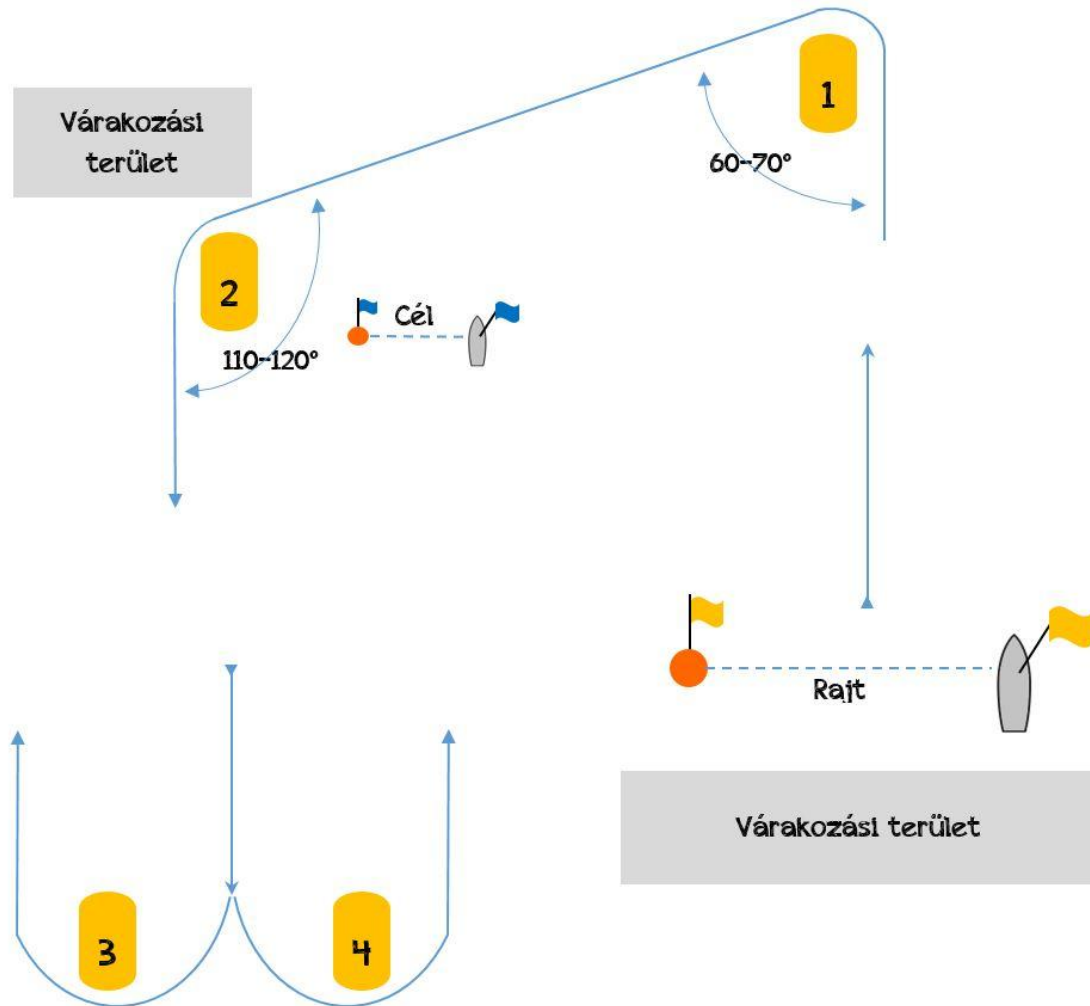 1
Várakozási
terület
60-70°
2
Cél
110-120°
Rajt
Várakozási terület
3
4